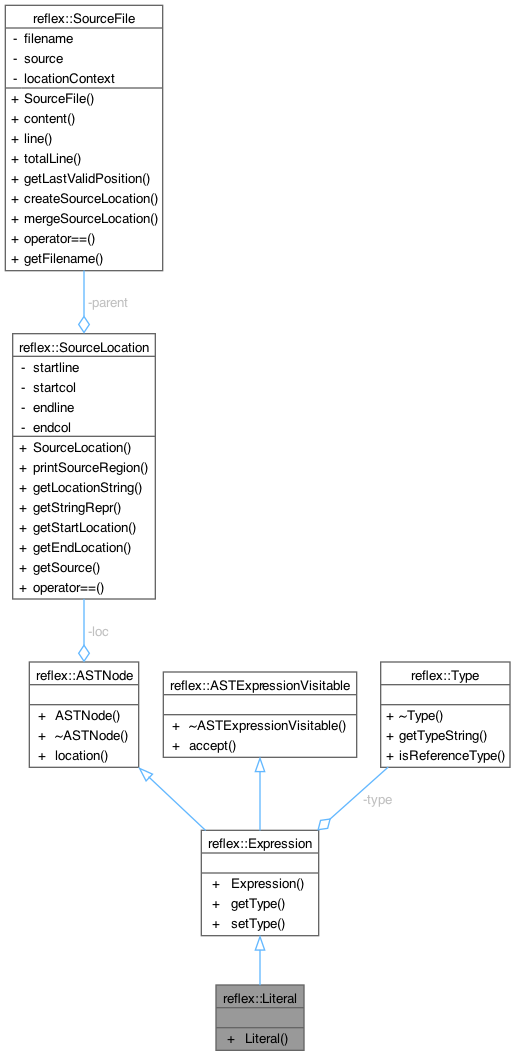 reflex::SourceFile
- filename
- source
- locationContext
+ SourceFile()
+ content()
+ line()
+ totalLine()
+ getLastValidPosition()
+ createSourceLocation()
+ mergeSourceLocation()
+ operator==()
+ getFilename()
-parent
reflex::SourceLocation
- startline
- startcol
- endline
- endcol
+ SourceLocation()
+ printSourceRegion()
+ getLocationString()
+ getStringRepr()
+ getStartLocation()
+ getEndLocation()
+ getSource()
+ operator==()
-loc
reflex::ASTNode
+ ASTNode()
+ ~ASTNode()
+ location()
reflex::ASTExpressionVisitable
+ ~ASTExpressionVisitable()
+ accept()
reflex::Type
+ ~Type()
+ getTypeString()
+ isReferenceType()
-type
reflex::Expression
+ Expression()
+ getType()
+ setType()
reflex::Literal
+ Literal()